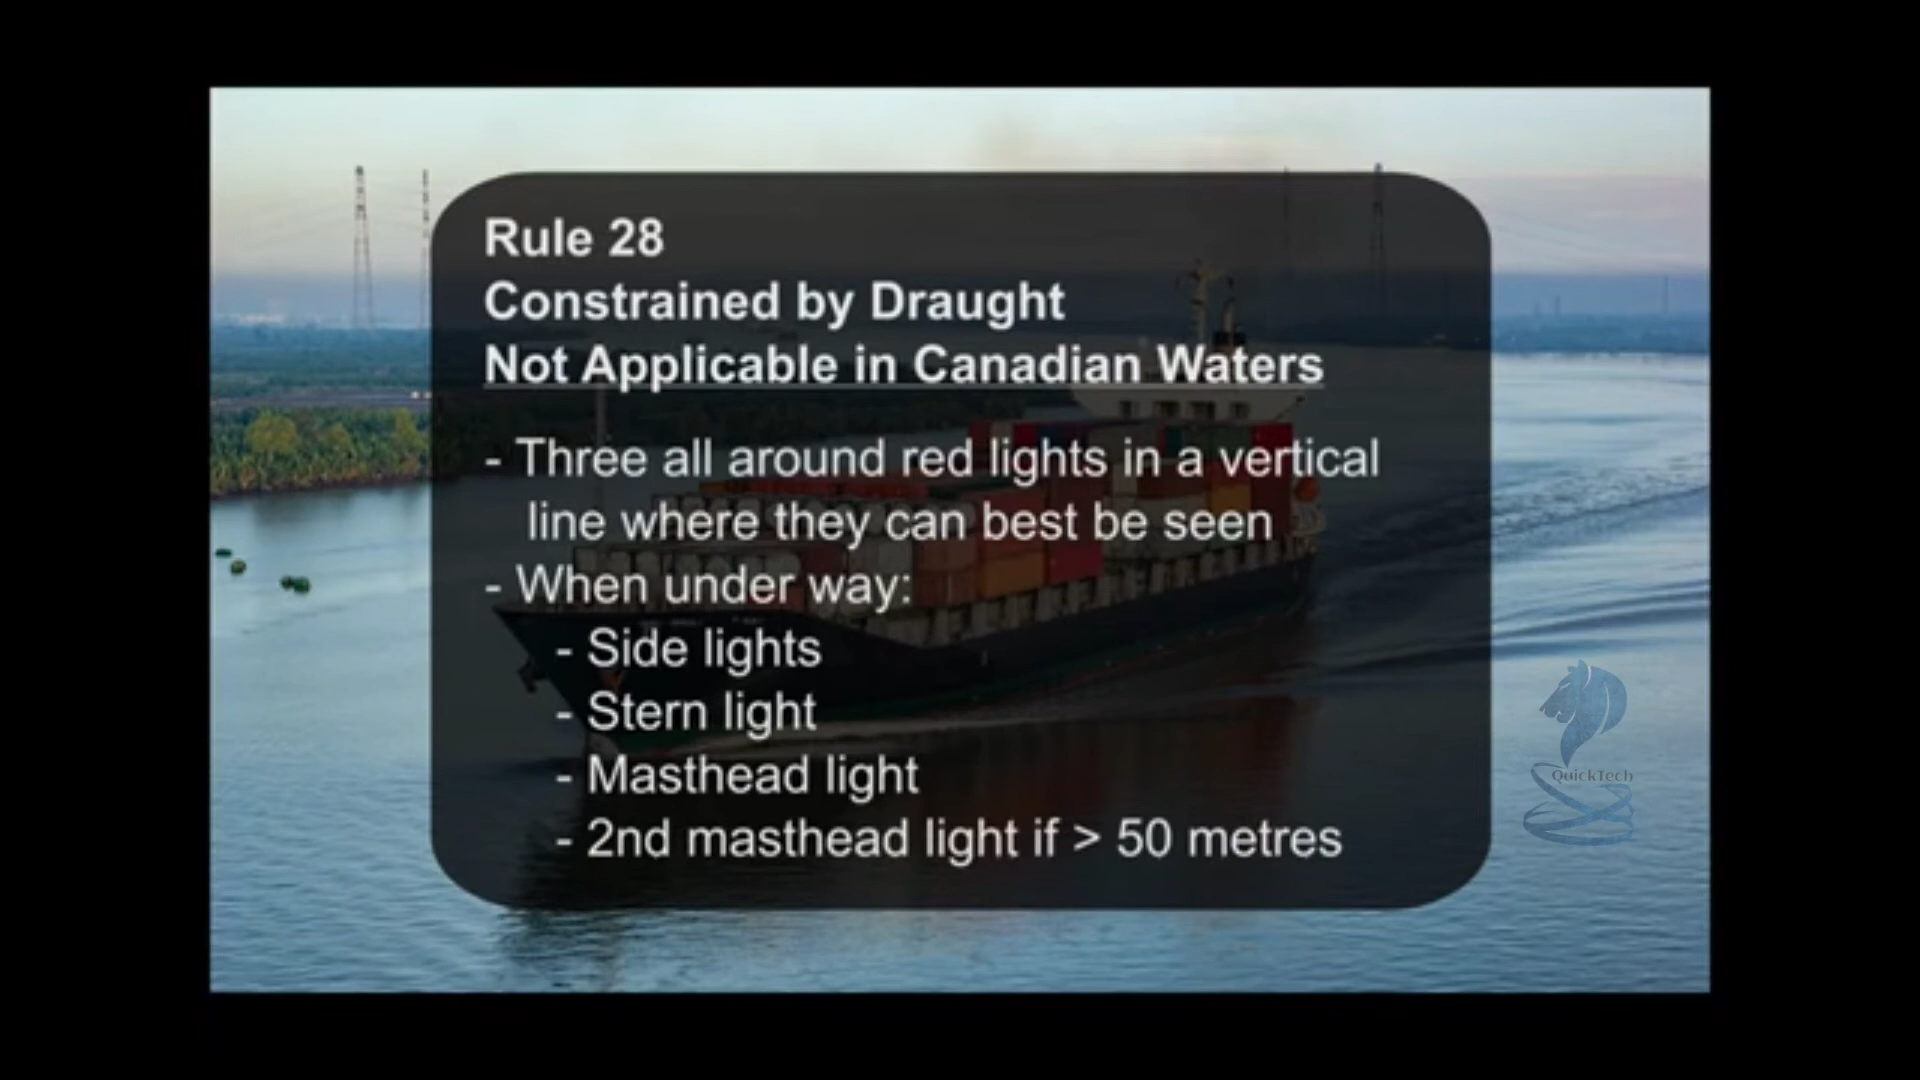 Rule 28
Constrained by Draught
Not Applicable in Canadian Waters
- Three all around red lights in a vertical
line where they can best be seen
- When under way:
- Side lights
- Stern light
- Masthead light
- 2nd masthead light if > 50 metres
QuickTech